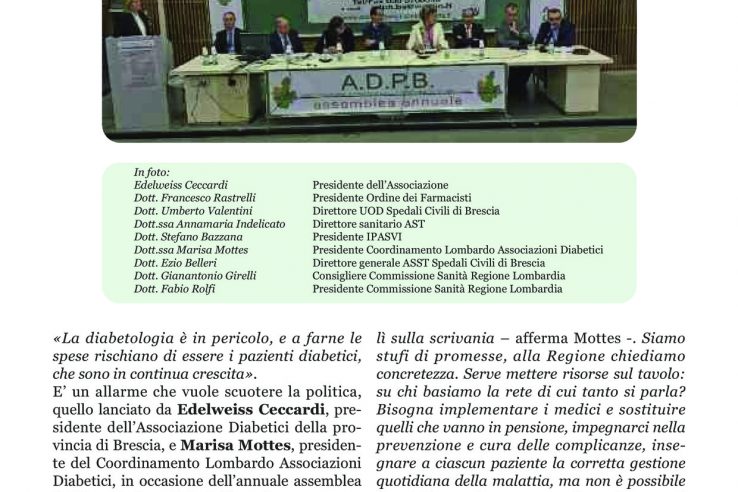 A.D.P.B.
assemblea annuale
In foto:
Edelweiss Ceccardi Presidente dell'Associazione
Dott. Francesco Rastrelli Presidente Ordine dei Farmacisti
Dott. Umberto Valentini Direttore UOD Spedali Civili di Brescia
Dott.ssa Annamaria Indelicato Direttore sanitario AST
Dott. Stefano Bazzana Presidente IPASVI
Dott.ssa Marisa Mottes Presidente Coordinamento Lombardo Associazioni Diabetici
Dott. Ezio Belleri Direttore generale ASST Spedali Civili di Brescia
Dott. Gianantonio Girelli Consigliere Commissione Sanità Regione Lombardia
Dott. Fabio Rolfi Presidente Commissione Sanità Regione Lombardia
«La diabetologia è in pericolo, e a farne le
spese rischiano di essere i pazienti diabetici,
che sono in continua crescita».
E' un allarme che vuole scuotere la politica,
quello lanciato da Edelweiss Ceccardi, pre-
sidente dell'Associazione Diabetici della pro-
vincia di Brescia, e Marisa Mottes, presiden-
te del Coordinamento Lombardo Associazioni
Diabetici, in occasione dell'annuale assemblea
lì sulla scrivania – afferma Mottes -. Siamo
stufi di promesse, alla Regione chiediamo
concretezza. Serve mettere risorse sul tavolo:
su chi basiamo la rete di cui tanto si parla?
Bisogna implementare i medici e sostituire
quelli che vanno in pensione, impegnarci nella
prevenzione e cura delle complicanze, inse-
gnare a ciascun paziente la corretta gestione
quotidiana della malattia, ma non è possibile